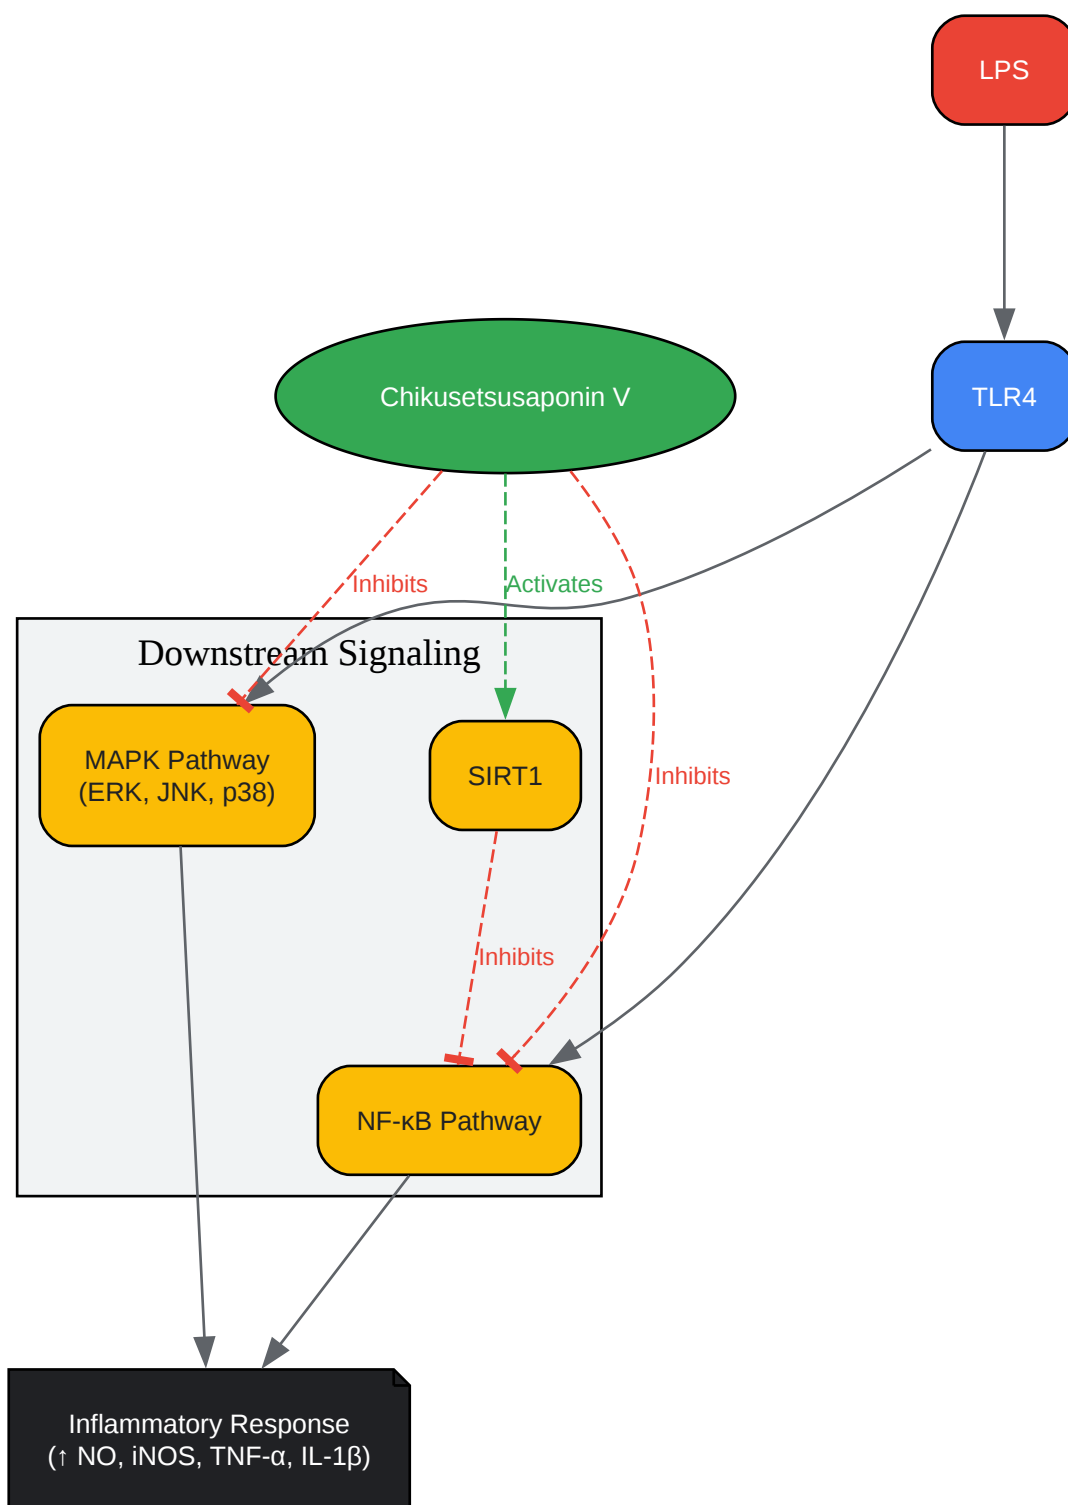 LPS
Chikusetsusaponin V
TLR4
Inhibits
Activates
Downstream Signaling
MAPK Pathway
(ERK, JNK, p38)
SIRT1
Inhibits
Inhibits
NF-κB Pathway
Inflammatory Response
(↑ NO, iNOS, TNF-α, IL-1β)